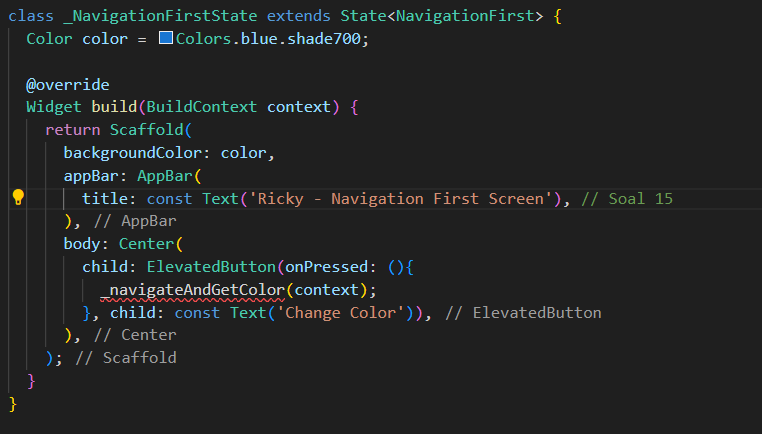 class _NavigationFirstState extends State<NavigationFirst> {
  Color color = Colors.blue.shade700;

  @override
  Widget build(BuildContext context) {
    return Scaffold(
      backgroundColor: color,
      appBar: AppBar(
        title: const Text('Ricky - Navigation First Screen'), // Soal 15
      ), // AppBar
      body: Center(
        child: ElevatedButton(onPressed: (){
          _navigateAndGetColor(context);
        }, child: const Text('Change Color')), // ElevatedButton
      ), // Center
    ); // Scaffold
  }
}